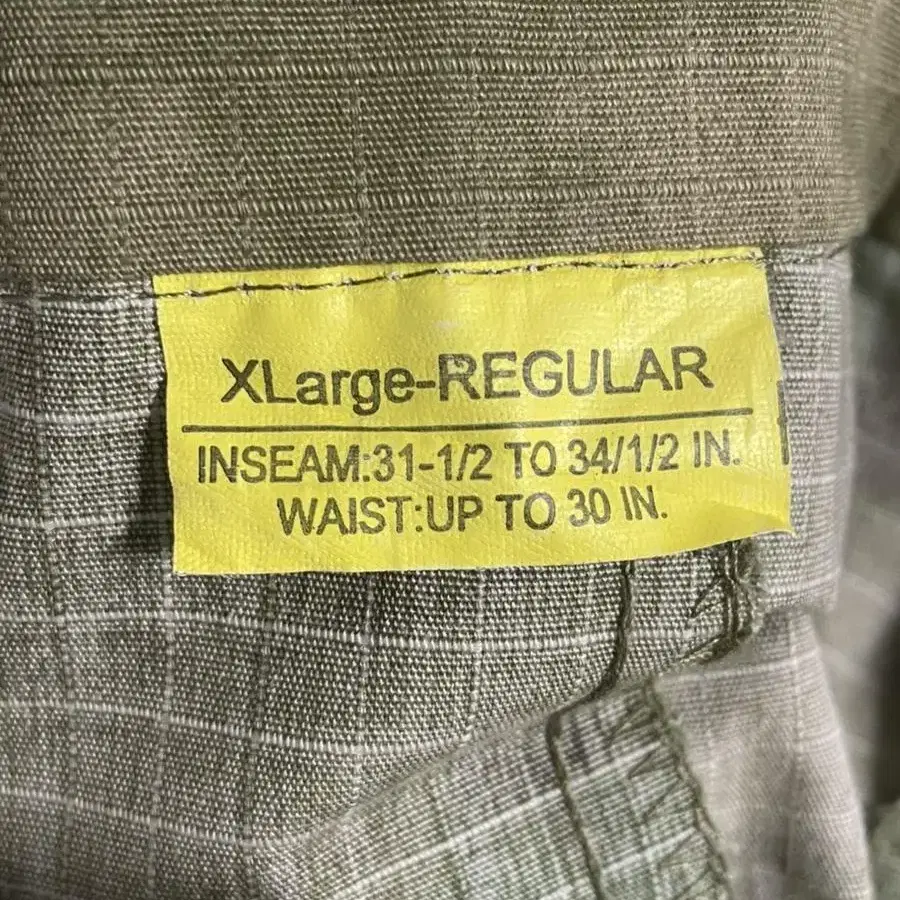 XLarge-REGULAR
INSEAM:31-1/2 TO 34/1/2 IN.
WAIST:UP TO 30 IN.